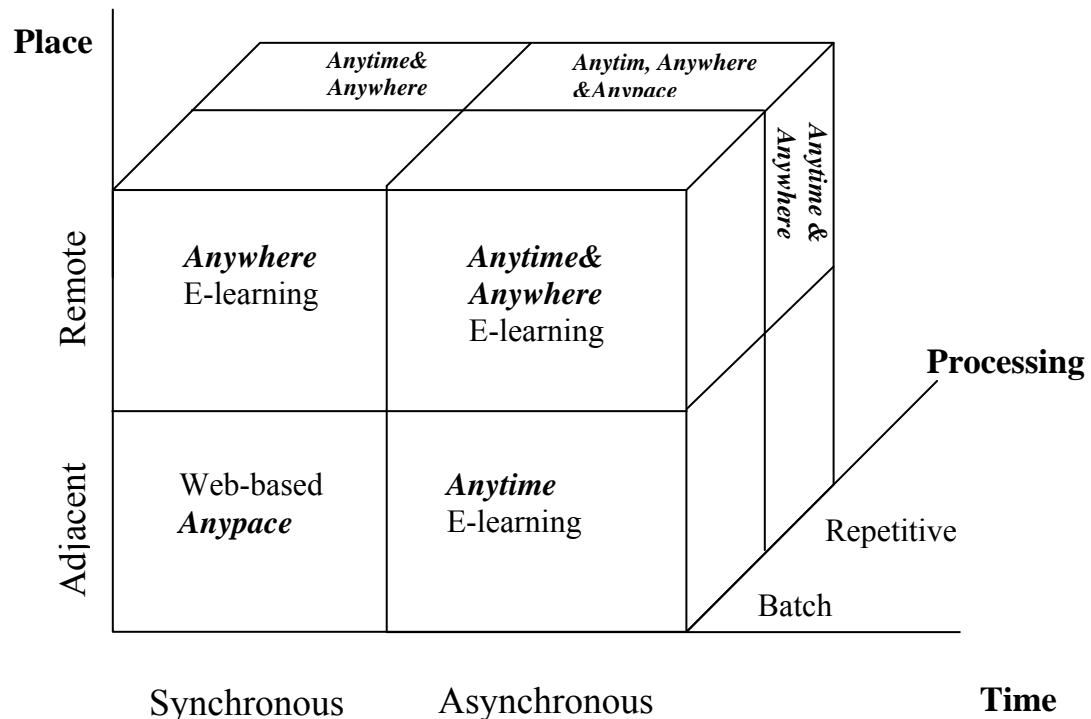 Place
Anytime&
Anywhere
Anytim, Anywhere
&Anypace
Anytime &
Anywhere
Remote
Anywhere
E-learning
Anytime&
Anywhere
E-learning
Processing
Adjacent
Web-based
Anypace
Anytime
E-learning
Repetitive
Batch
Synchronous
Asynchronous
Time